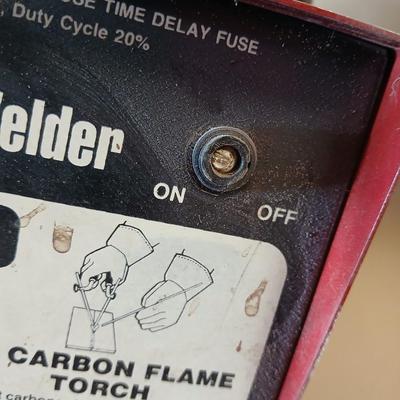 TIME DELAY FUSE
, Duty Cycle 20%
elder
ON
OFF
CARBON FLAME
TORCH